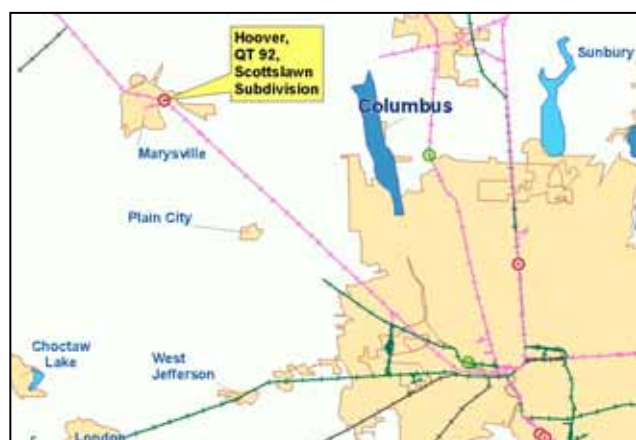 Hoover,
QT 92,
Scottslawn
Subdivision
Sunbury
Columbus
Marysville
Plain City
Choctaw
Lake
West
Jefferson
London